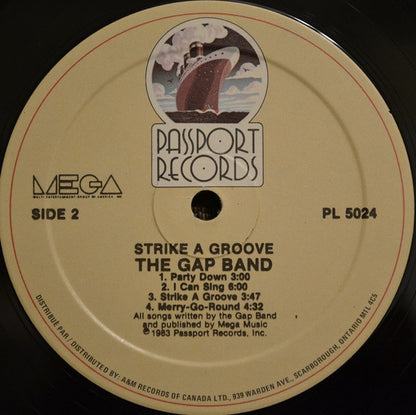 PASSPORT
RECORDS
MEGA
MULTI ENTERTAINMENT GROUP OF AMERICA INC
SIDE 2
PL 5024
STRIKE A GROOVE
THE GAP BAND
1. Party Down 3:00
2. I Can Sing 6:00
3. Strike A Groove 3:47
4. Merry-Go-Round 4:32
All songs written by the Gap Band
and published by Mega Music
©1983 Passport Records, Inc.
DISTRIBUÉ PAR / DISTRIBUTED BY: A&M RECORDS OF CANADA LTD., 939 WARDEN AVE., SCARBOROUGH, ONTARIO M1L 4C5